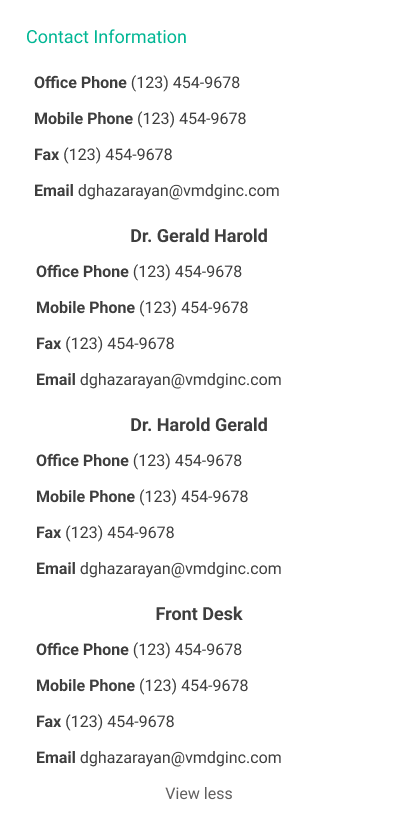 Contact Information
Office Phone (123) 454-9678
Mobile Phone (123) 454-9678
Fax (123) 454-9678
Email dghazarayan@vmdginc.com
Dr. Gerald Harold
Office Phone (123) 454-9678
Mobile Phone (123) 454-9678
Fax (123) 454-9678
Email dghazarayan@vmdginc.com
Dr. Harold Gerald
Office Phone (123) 454-9678
Mobile Phone (123) 454-9678
Fax (123) 454-9678
Email dghazarayan@vmdginc.com
Front Desk
Office Phone (123) 454-9678
Mobile Phone (123) 454-9678
Fax (123) 454-9678
Email dghazarayan@vmdginc.com
View less